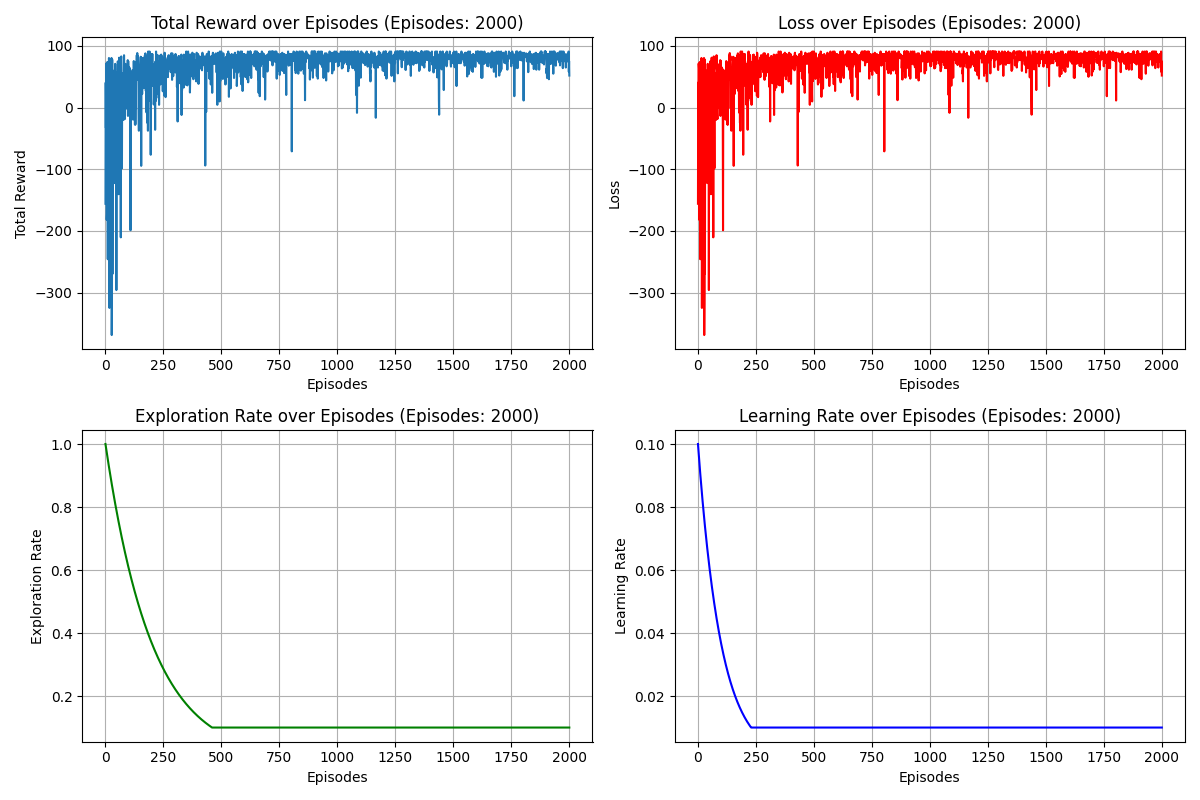 Total Reward over Episodes (Episodes: 2000)
Total Reward
100
0
−100
−200
−300
0 250 500 750 1000 1250 1500 1750 2000
Episodes
Loss over Episodes (Episodes: 2000)
Loss
100
0
−100
−200
−300
0 250 500 750 1000 1250 1500 1750 2000
Episodes
Exploration Rate over Episodes (Episodes: 2000)
Exploration Rate
1.0
0.8
0.6
0.4
0.2
0 250 500 750 1000 1250 1500 1750 2000
Episodes
Learning Rate over Episodes (Episodes: 2000)
Learning Rate
0.10
0.08
0.06
0.04
0.02
0 250 500 750 1000 1250 1500 1750 2000
Episodes